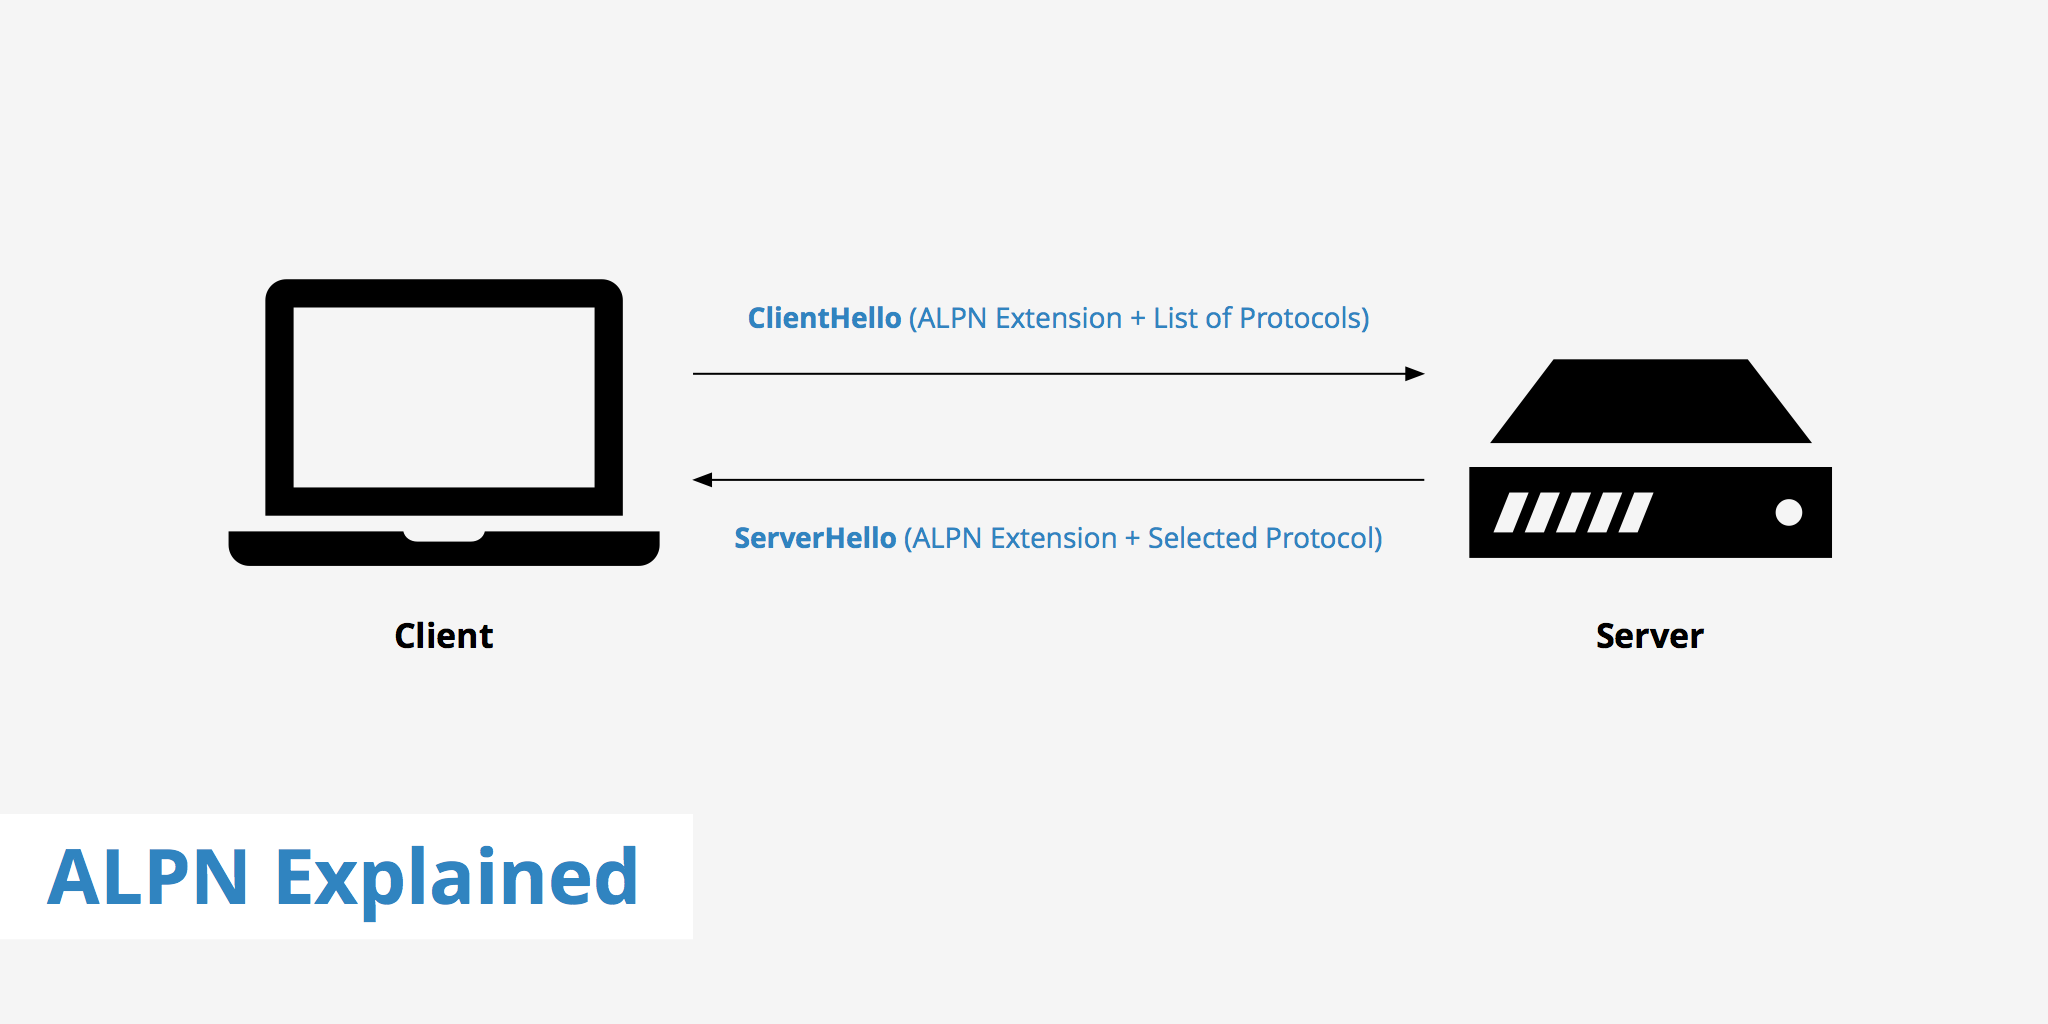 ClientHello (ALPN Extension + List of Protocols)
ServerHello (ALPN Extension + Selected Protocol)
Client
Server
ALPN Explained